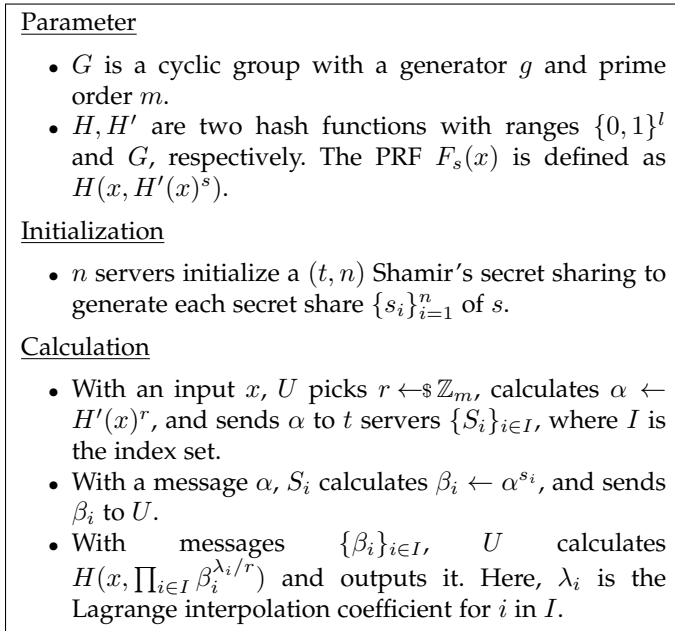 Parameter
• G is a cyclic group with a generator g and prime
order m.
• H, H′ are two hash functions with ranges {0, 1}^l
and G, respectively. The PRF F_s(x) is defined as
H(x, H′(x)^s).
Initialization
• n servers initialize a (t, n) Shamir's secret sharing to
generate each secret share {s_i}_{i=1}^n of s.
Calculation
• With an input x, U picks r ←$ ℤ_m, calculates α ←
H′(x)^r, and sends α to t servers {S_i}_{i∈I}, where I is
the index set.
• With a message α, S_i calculates β_i ← α^{s_i}, and sends
β_i to U.
• With messages {β_i}_{i∈I}, U calculates
H(x, ∏_{i∈I} β_i^{λ_i/r}) and outputs it. Here, λ_i is the
Lagrange interpolation coefficient for i in I.